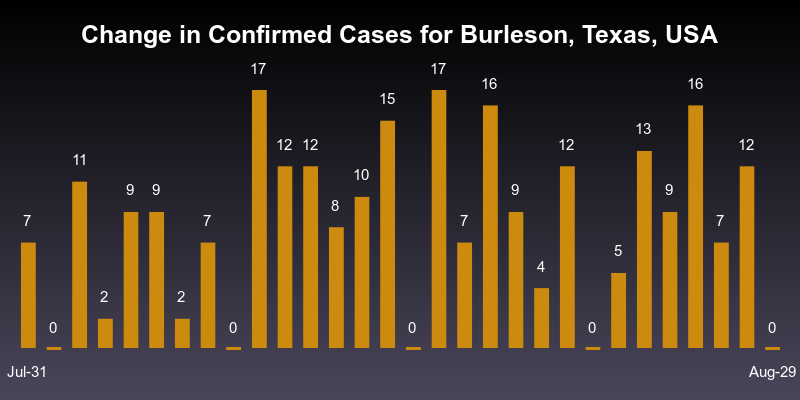 Change in Confirmed Cases for Burleson, Texas, USA
7 0 11 2 9 9 2 7 0 17 12 12 8 10 15 0 17 7 16 9 4 12 0 5 13 9 16 7 12 0
Jul-31 Aug-29